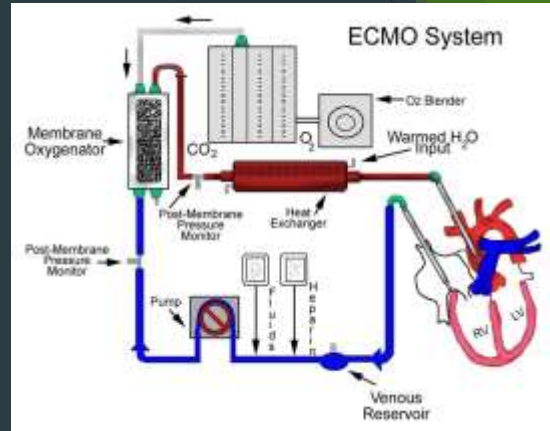 ECMO System
O2 Blender
Membrane
Oxygenator
CO2
O2
Warmed H2O
Input
Post-Membrane
Pressure
Monitor
Heat
Exchanger
Post-Membrane
Pressure
Monitor
Pump
Fluids
Heparin
RV
LV
Venous
Reservoir